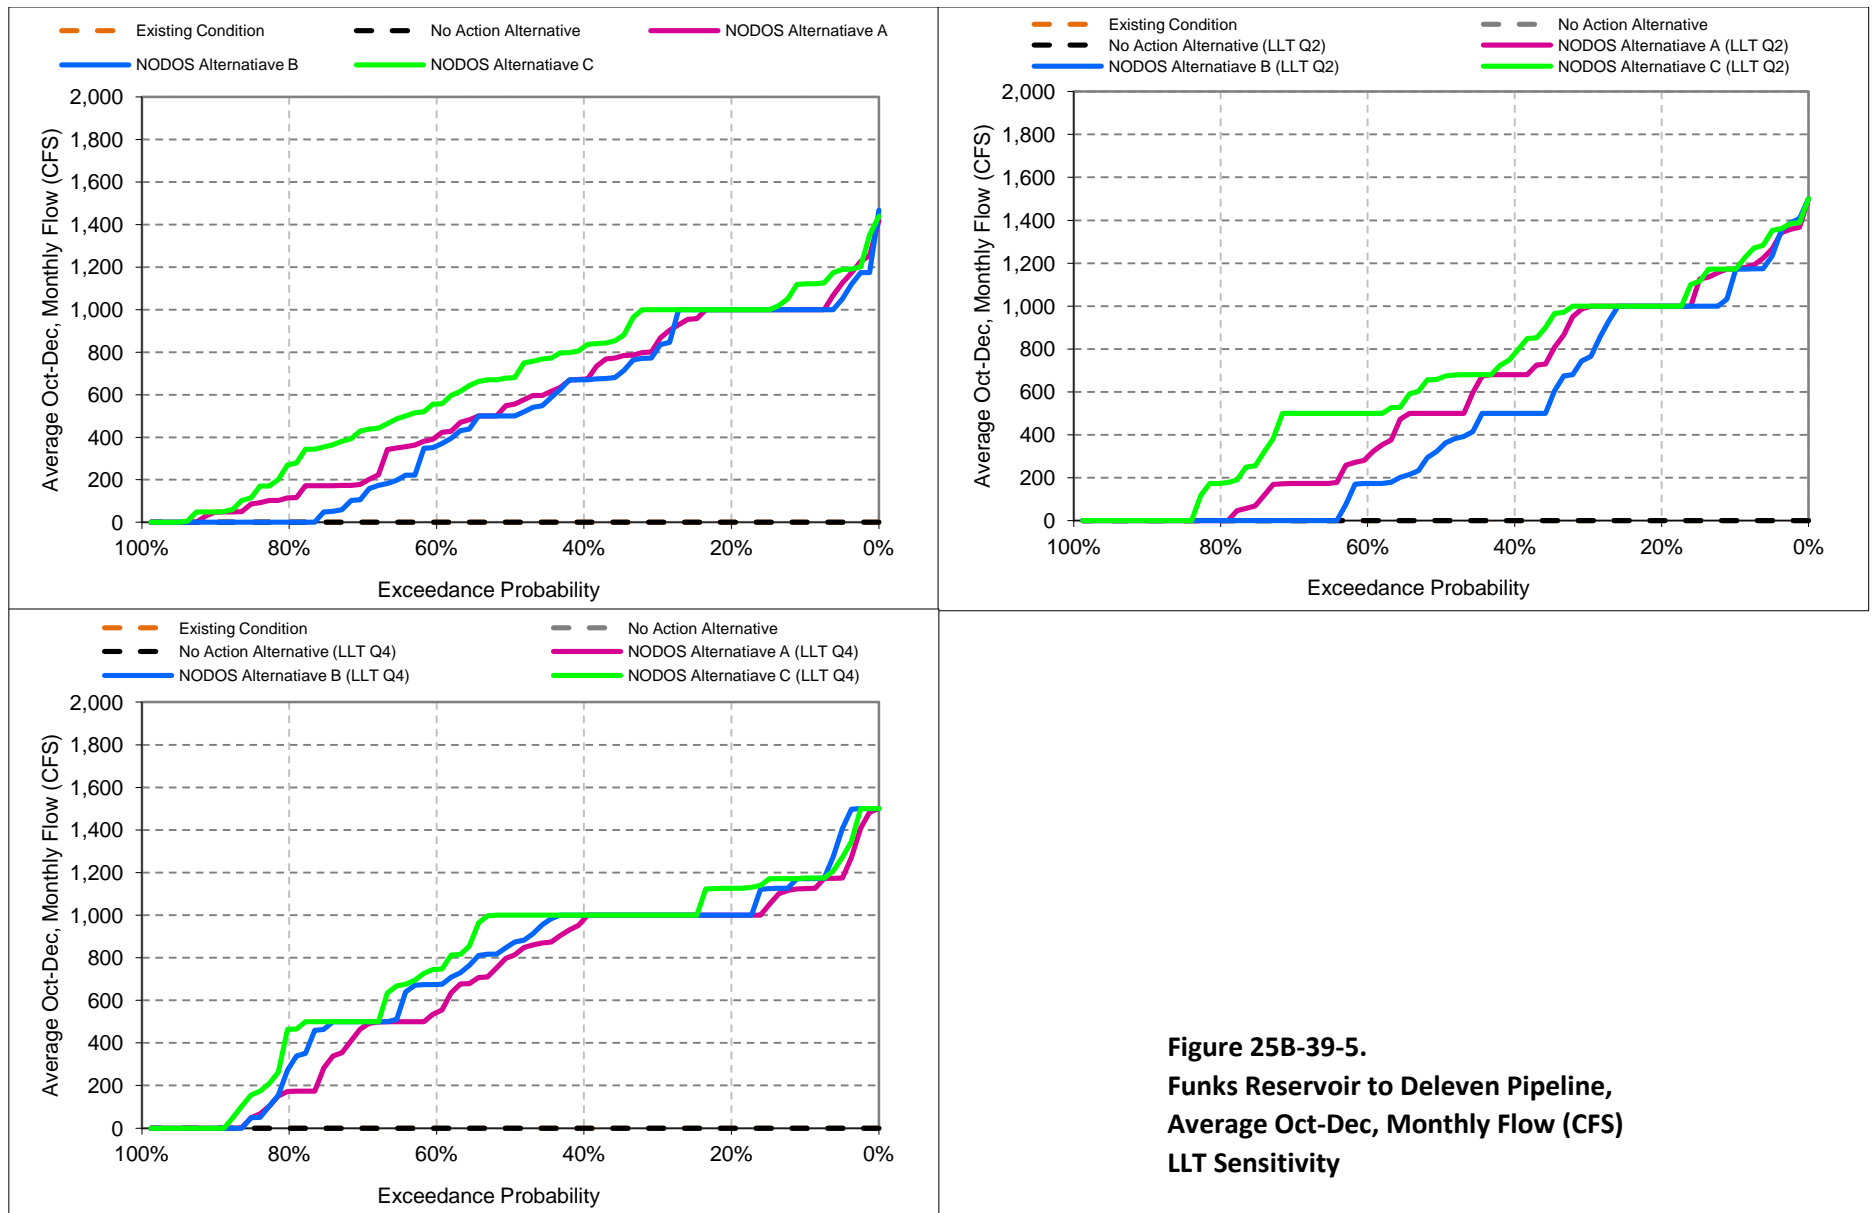 Existing Condition No Action Alternative NODOS Alternatiave A
NODOS Alternatiave B NODOS Alternatiave C
2,000
1,800
1,600
1,400
1,200
1,000
800
600
400
200
0
Average Oct-Dec, Monthly Flow (CFS)
100% 80% 60% 40% 20% 0%
Exceedance Probability
Existing Condition No Action Alternative
No Action Alternative (LLT Q2) NODOS Alternatiave A (LLT Q2)
NODOS Alternatiave B (LLT Q2) NODOS Alternatiave C (LLT Q2)
2,000
1,800
1,600
1,400
1,200
1,000
800
600
400
200
0
Average Oct-Dec, Monthly Flow (CFS)
100% 80% 60% 40% 20% 0%
Exceedance Probability
Existing Condition No Action Alternative
No Action Alternative (LLT Q4) NODOS Alternatiave A (LLT Q4)
NODOS Alternatiave B (LLT Q4) NODOS Alternatiave C (LLT Q4)
2,000
1,800
1,600
1,400
1,200
1,000
800
600
400
200
0
Average Oct-Dec, Monthly Flow (CFS)
100% 80% 60% 40% 20% 0%
Exceedance Probability
Figure 25B-39-5.
Funks Reservoir to Deleven Pipeline,
Average Oct-Dec, Monthly Flow (CFS)
LLT Sensitivity